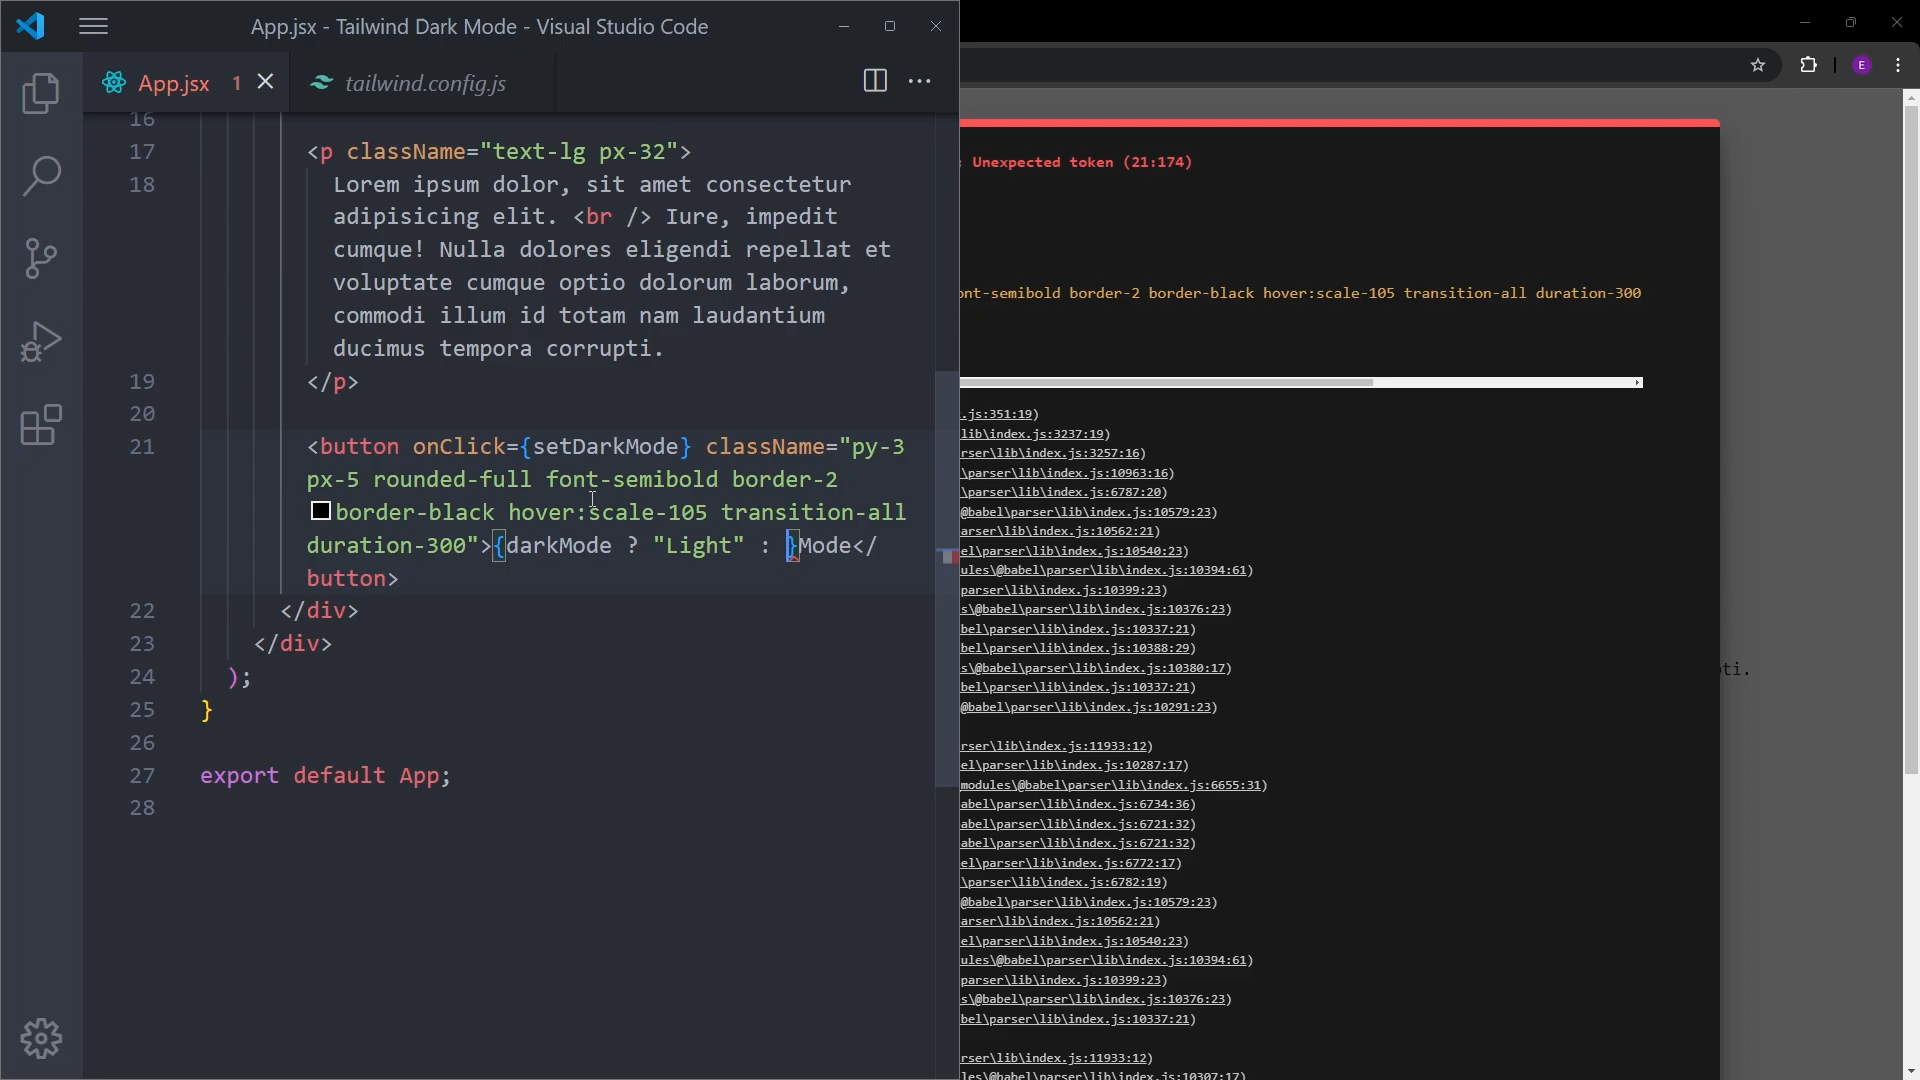 App.jsx - Tailwind Dark Mode - Visual Studio Code
App.jsx 1
tailwind.config.js
E
16
17 <p className="text-lg px-32">
18 Lorem ipsum dolor, sit amet consectetur
adipisicing elit. <br /> Iure, impedit
cumque! Nulla dolores eligendi repellat et
voluptate cumque optio dolorum laborum,
commodi illum id totam nam laudantium
ducimus tempora corrupti.
19 </p>
20
21 <button onClick={setDarkMode} className="py-3
px-5 rounded-full font-semibold border-2
border-black hover:scale-105 transition-all
duration-300">{darkMode ? "Light" : }Mode</
button>
22 </div>
23 </div>
24 );
25 }
26
27 export default App;
28
: Unexpected token (21:174)
ont-semibold border-2 border-black hover:scale-105 transition-all duration-300
.js:351:19)
lib\index.js:3237:19)
rser\lib\index.js:3257:16)
\parser\lib\index.js:10963:16)
\parser\lib\index.js:6787:20)
@babel\parser\lib\index.js:10579:23)
arser\lib\index.js:10562:21)
el\parser\lib\index.js:10540:23)
ules\@babel\parser\lib\index.js:10394:61)
parser\lib\index.js:10399:23)
s\@babel\parser\lib\index.js:10376:23)
bel\parser\lib\index.js:10337:21)
bel\parser\lib\index.js:10388:29)
s\@babel\parser\lib\index.js:10380:17)
bel\parser\lib\index.js:10337:21)
@babel\parser\lib\index.js:10291:23)
rser\lib\index.js:11933:12)
el\parser\lib\index.js:10287:17)
modules\@babel\parser\lib\index.js:6655:31)
abel\parser\lib\index.js:6734:36)
abel\parser\lib\index.js:6721:32)
abel\parser\lib\index.js:6721:32)
el\parser\lib\index.js:6772:17)
\parser\lib\index.js:6782:19)
@babel\parser\lib\index.js:10579:23)
arser\lib\index.js:10562:21)
el\parser\lib\index.js:10540:23)
ules\@babel\parser\lib\index.js:10394:61)
parser\lib\index.js:10399:23)
s\@babel\parser\lib\index.js:10376:23)
bel\parser\lib\index.js:10337:21)
rser\lib\index.js:11933:12)
les\@babel\parser\lib\index.js:10307:17)
ti.